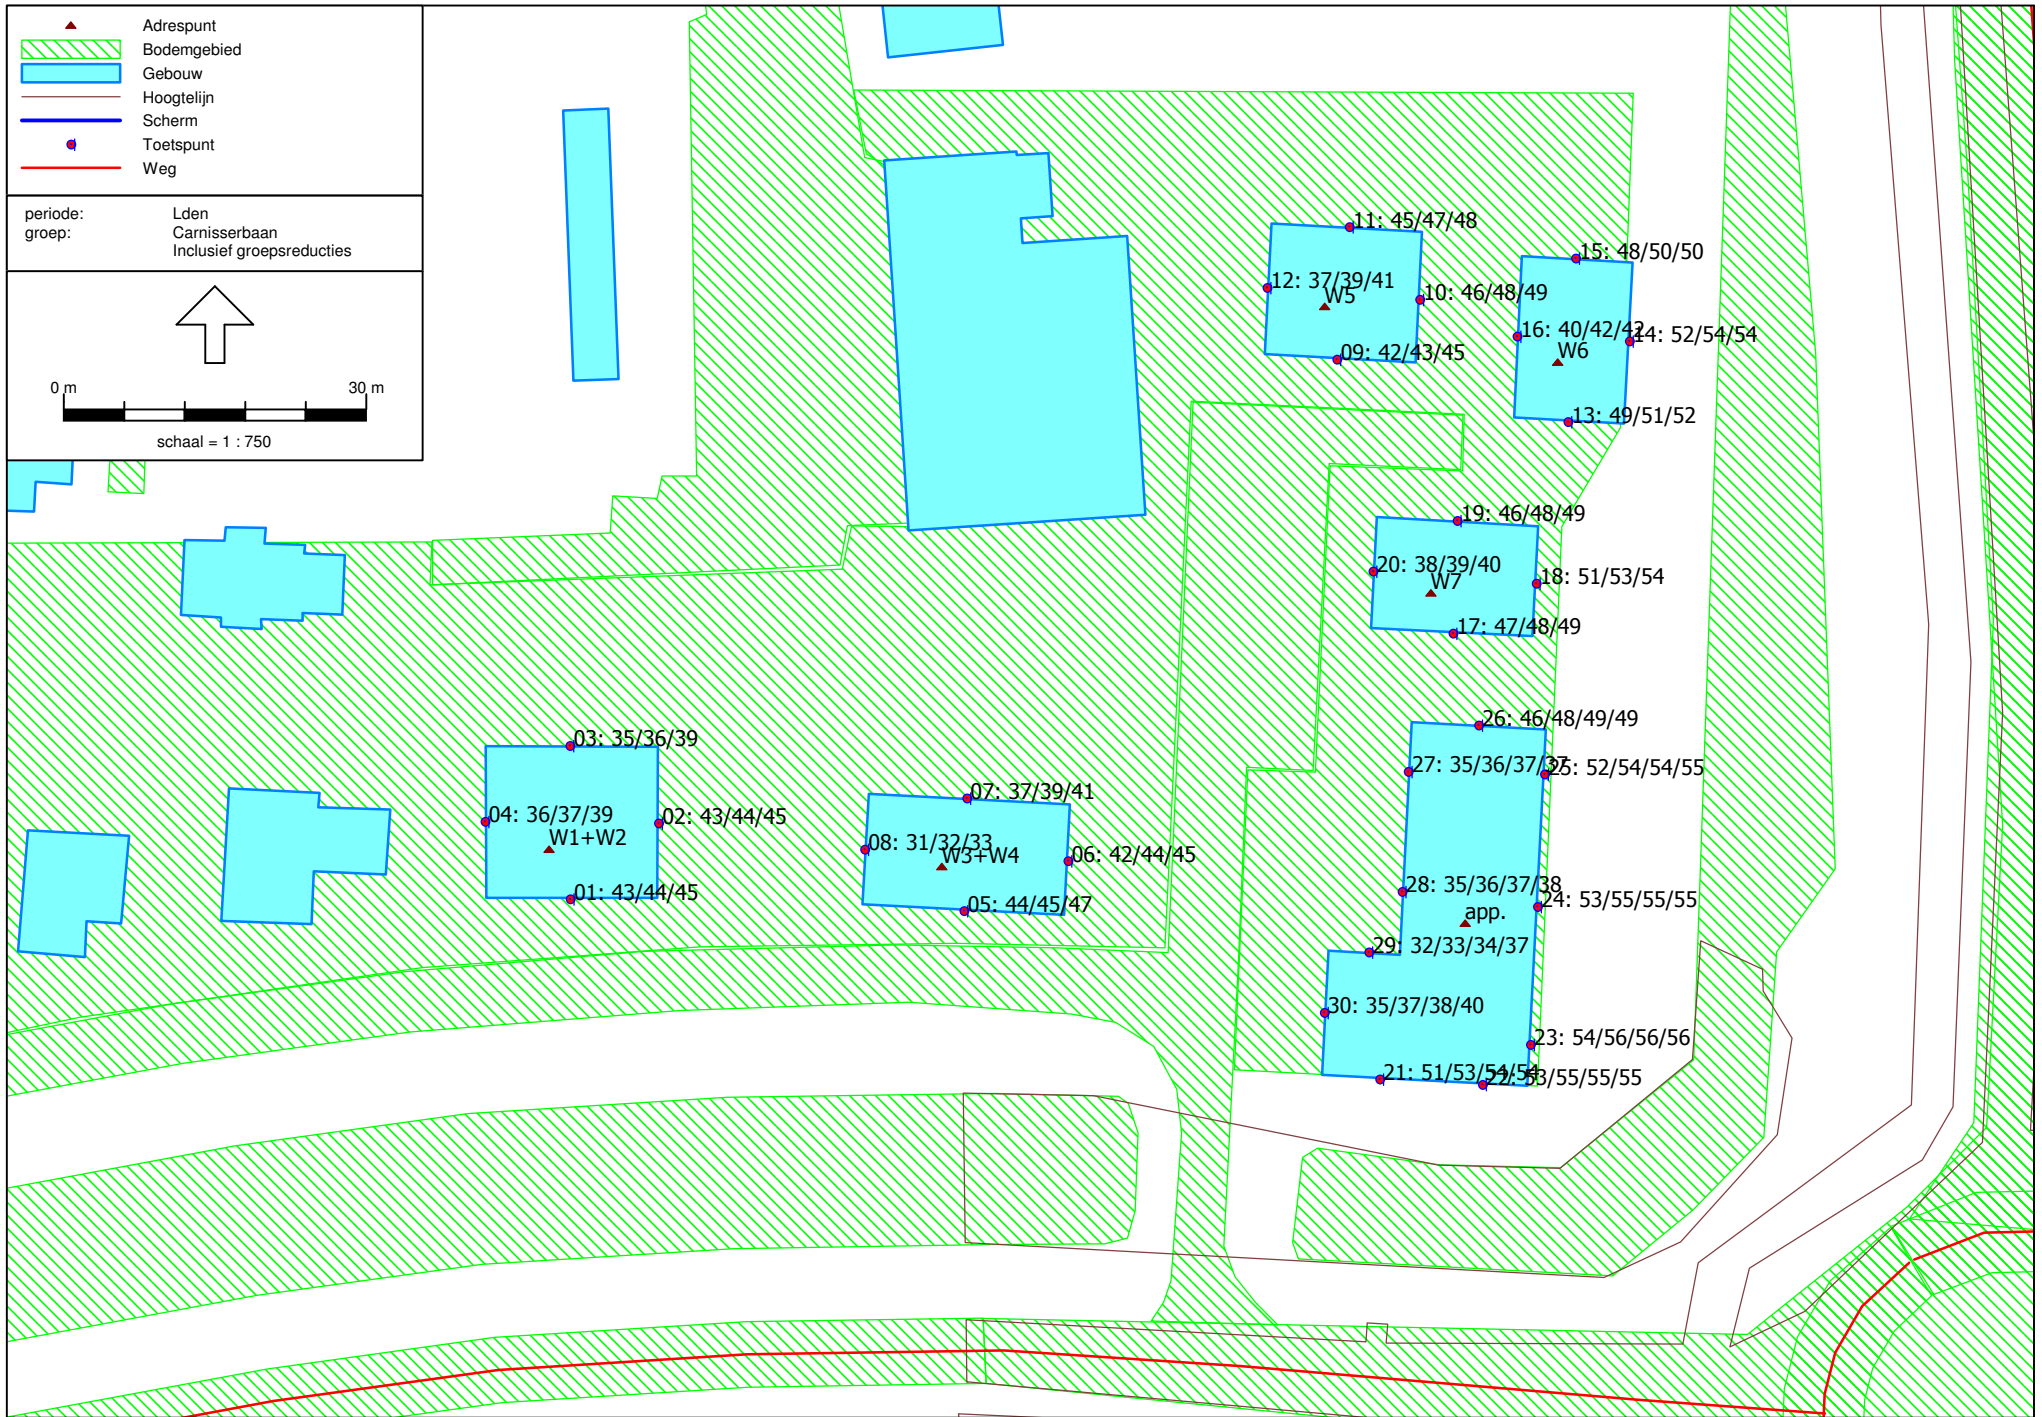 Adrespunt
Bodemgebied
Gebouw
Hoogtelijn
Scherm
Toetspunt
Weg
periode: Lden
groep: Carnisserbaan
Inclusief groepsreducties
0 m 30 m
schaal = 1 : 750
11: 45/47/48
15: 48/50/50
12: 37/39/41
W5
10: 46/48/49
16: 40/42/42
14: 52/54/54
W6
09: 42/43/45
13: 49/51/52
19: 46/48/49
20: 38/39/40
W7
18: 51/53/54
17: 47/48/49
26: 46/48/49/49
03: 35/36/39
27: 35/36/37/37
25: 52/54/54/55
07: 37/39/41
04: 36/37/39
W1+W2
02: 43/44/45
08: 31/32/33
W3+W4
06: 42/44/45
01: 43/44/45
05: 44/45/47
28: 35/36/37/38
24: 53/55/55/55
app.
29: 32/33/34/37
30: 35/37/38/40
23: 54/56/56/56
21: 51/53/54/54
22: 53/55/55/55